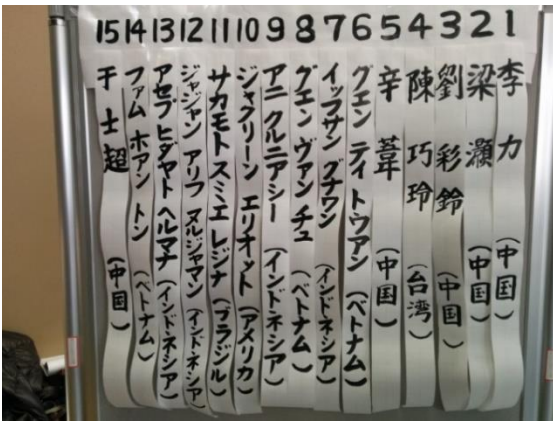 15 14 13 12 11 10 9 8 7 6 5 4 3 2 1
李 力 (中国)
梁 灝 (中国)
劉 彩鈴 (中国)
陳 巧玲 (台湾)
辛 葦 (中国)
グエン ティ トウアン (ベトナム)
イッフサン グナワン (インドネシア)
グエン ヴァン チュ (ベトナム)
アニ クルニアシー (インドネシア)
ジャクリーン エリオット (アメリカ)
サカモト スミエ レジナ (ブラジル)
ジャジャン アリフ ヌルジャマン (インドネシア)
アセプ ヒダヤト ヘルマナ (インドネシア)
ファム ホアン トン (ベトナム)
于 士超 (中国)